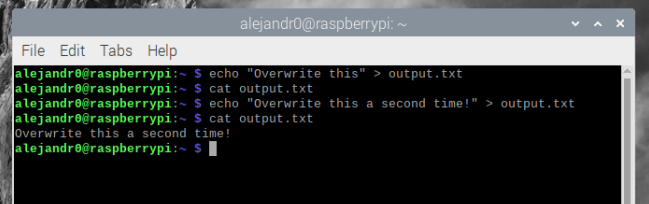 alejandr0@raspberrypi: ~
File Edit Tabs Help
alejandr0@raspberrypi:~ $ echo "Overwrite this" > output.txt
alejandr0@raspberrypi:~ $ cat output.txt
alejandr0@raspberrypi:~ $ echo "Overwrite this a second time!" > output.txt
alejandr0@raspberrypi:~ $ cat output.txt
Overwrite this a second time!
alejandr0@raspberrypi:~ $